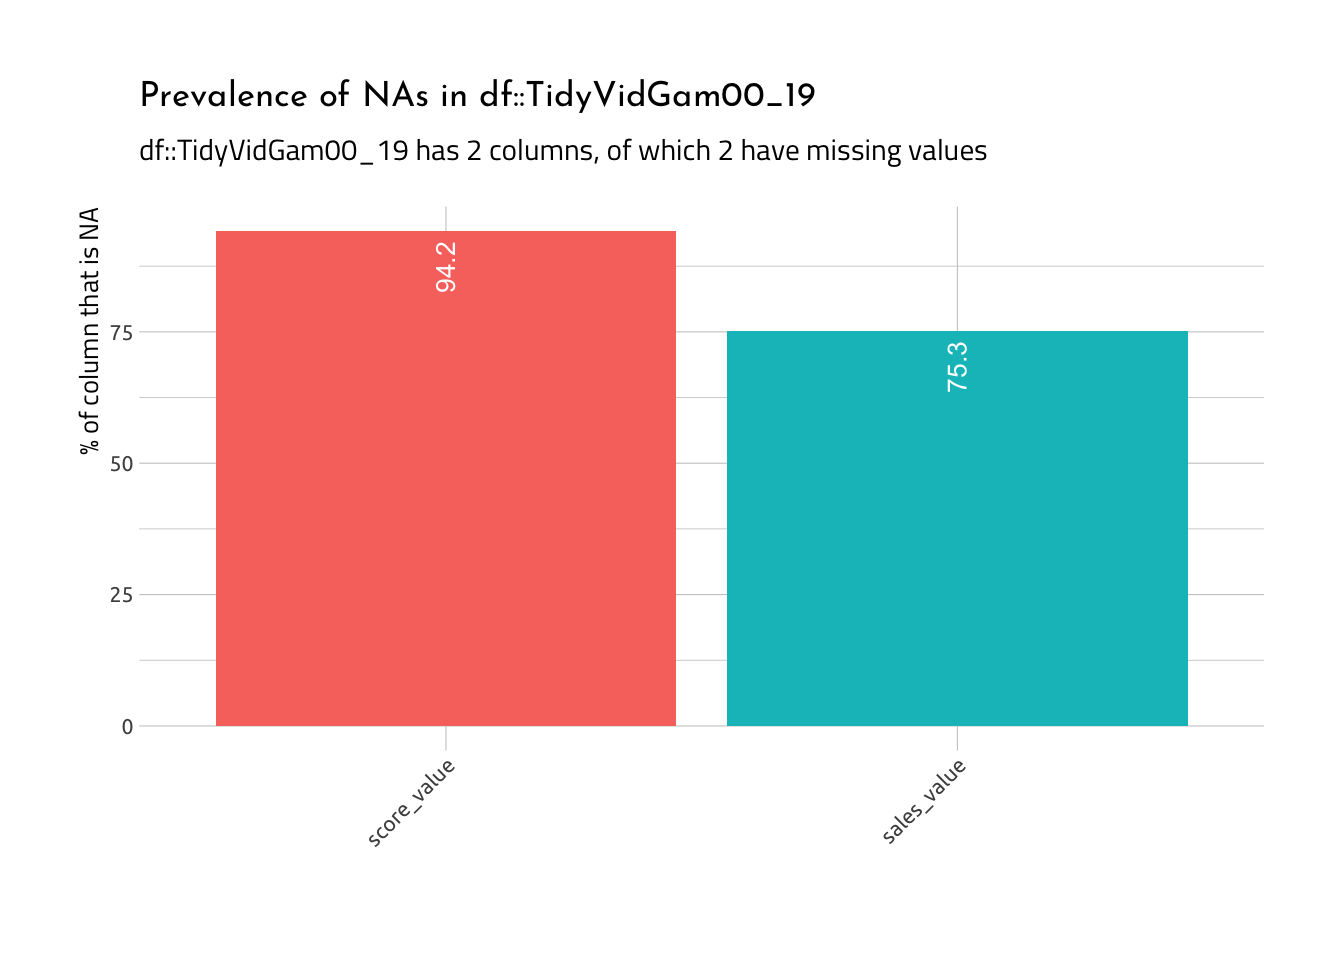 Prevalence of NAs in df::TidyVidGam00_19
df::TidyVidGam00_19 has 2 columns, of which 2 have missing values
% of column that is NA
94.2
75.3
75
50
25
0
score_value
sales_value